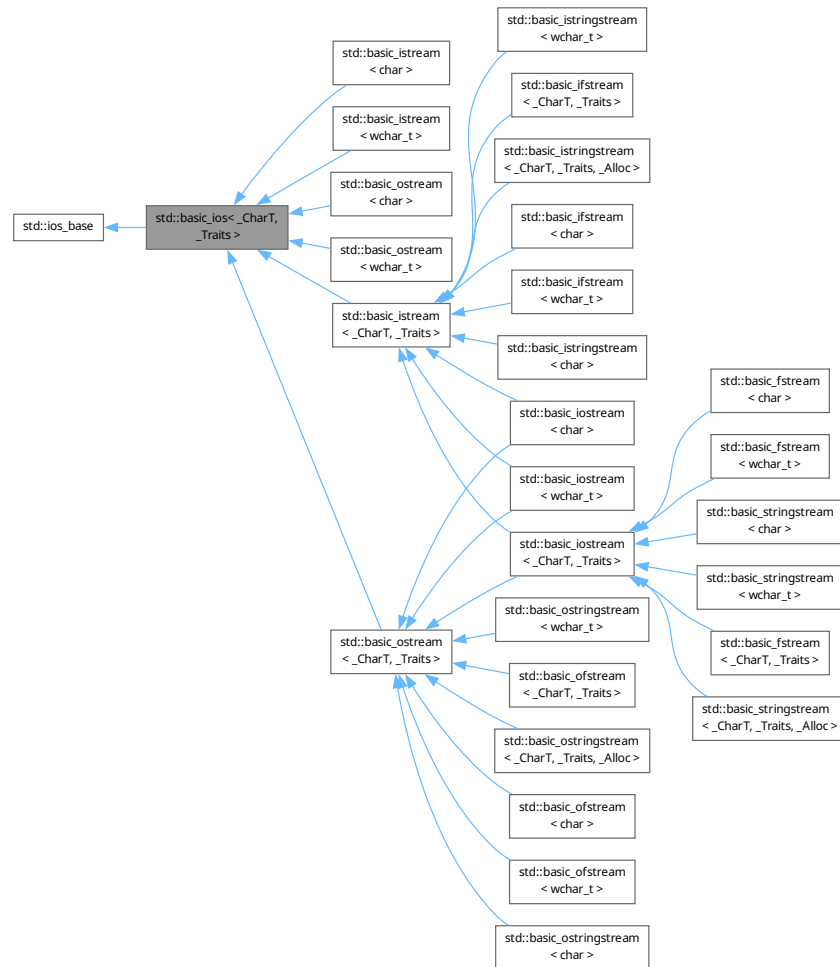 std::ios_base
std::basic_ios< _CharT,
_Traits >
std::basic_istream
< char >
std::basic_istream
< wchar_t >
std::basic_ostream
< char >
std::basic_ostream
< wchar_t >
std::basic_istream
< _CharT, _Traits >
std::basic_ostream
< _CharT, _Traits >
std::basic_istringstream
< wchar_t >
std::basic_ifstream
< _CharT, _Traits >
std::basic_istringstream
< _CharT, _Traits, _Alloc >
std::basic_ifstream
< char >
std::basic_ifstream
< wchar_t >
std::basic_istringstream
< char >
std::basic_iostream
< char >
std::basic_iostream
< wchar_t >
std::basic_iostream
< _CharT, _Traits >
std::basic_ostringstream
< wchar_t >
std::basic_ofstream
< _CharT, _Traits >
std::basic_ostringstream
< _CharT, _Traits, _Alloc >
std::basic_ofstream
< char >
std::basic_ofstream
< wchar_t >
std::basic_ostringstream
< char >
std::basic_fstream
< char >
std::basic_fstream
< wchar_t >
std::basic_stringstream
< char >
std::basic_stringstream
< wchar_t >
std::basic_fstream
< _CharT, _Traits >
std::basic_stringstream
< _CharT, _Traits, _Alloc >